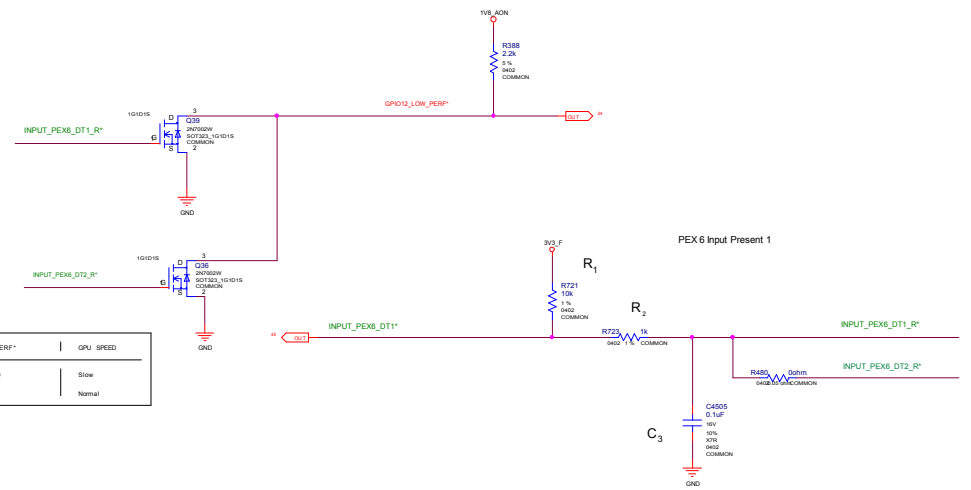 1V8_AON
R388
2.2k
5 %
0402
COMMON
GPIO12_LOW_PERF*
OUT 24
1G1D1S
3
D
Q39
2N7002W
SOT323_1G1D1S
COMMON
INPUT_PEX6_DT1_R*
G
S
2
GND
1G1D1S
3
D
Q36
2N7002W
SOT323_1G1D1S
COMMON
INPUT_PEX6_DT2_R*
G
S
2
GND
PEX 6 Input Present 1
3V3_F
R1
R721
10k
1 %
0402
COMMON
R2
INPUT_PEX6_DT1*
OUT
R723 1k
0402 1 % COMMON
INPUT_PEX6_DT1_R*
INPUT_PEX6_DT2_R*
R480 0ohm
COMMON
C4505
0.1uF
16V
10%
X7R
0402
COMMON
C3
GND
ERF* GPU SPEED
Slow
Normal